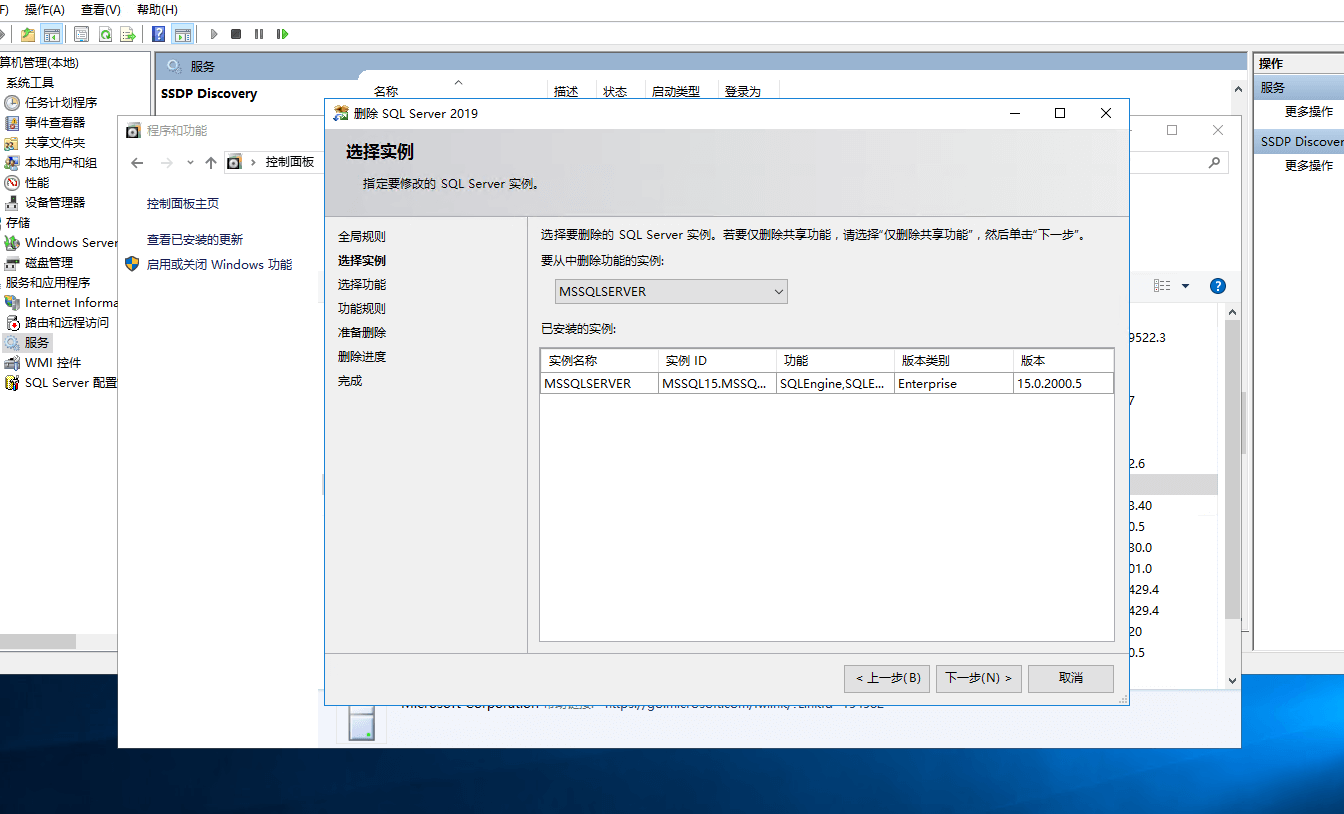 F) 操作(A) 查看(V) 帮助(H)
算机管理(本地)
系统工具
任务计划程序
事件查看器
共享文件夹
本地用户和组
性能
设备管理器
存储
Windows Server
磁盘管理
服务和应用程序
Internet Informa
路由和远程访问
服务
WMI 控件
SQL Server 配置
服务
SSDP Discovery
名称 描述 状态 启动类型 登录为
操作
服务
更多操作
SSDP Discover
更多操作
程序和功能
控制面板
控制面板主页
查看已安装的更新
启用或关闭 Windows 功能
删除 SQL Server 2019
选择实例
指定要修改的 SQL Server 实例。
全局规则
选择实例
选择功能
功能规则
准备删除
删除进度
完成
选择要删除的 SQL Server 实例。若要仅删除共享功能，请选择“仅删除共享功能”，然后单击“下一步”。
要从中删除功能的实例:
MSSQLSERVER
已安装的实例:
实例名称 实例 ID 功能 版本类别 版本
MSSQLSERVER MSSQL15.MSSQ... SQLEngine,SQLE... Enterprise 15.0.2000.5
< 上一步(B) 下一步(N) > 取消
9522.3
7
2.6
3.40
0.5
30.0
01.0
429.4
429.4
20
0.5